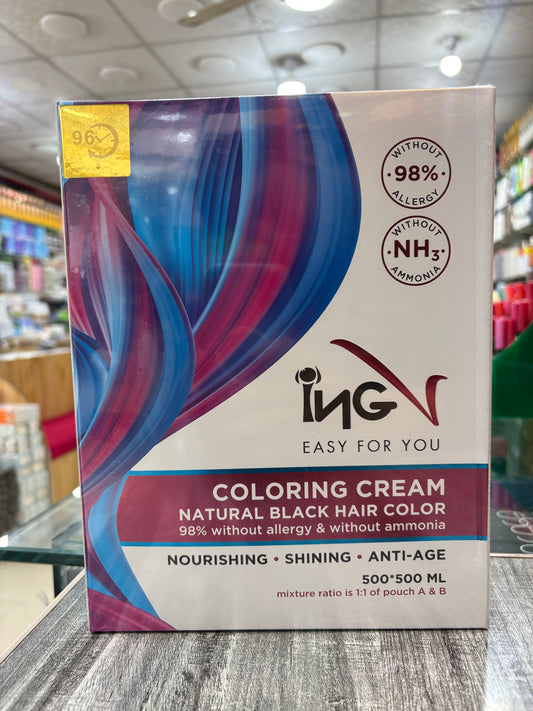 96
WITHOUT
98%
ALLERGY
WITHOUT
NH₃
AMMONIA
ingV
EASY FOR YOU
COLORING CREAM
NATURAL BLACK HAIR COLOR
98% without allergy & without ammonia
NOURISHING • SHINING • ANTI-AGE
500*500 ML
mixture ratio is 1:1 of pouch A & B